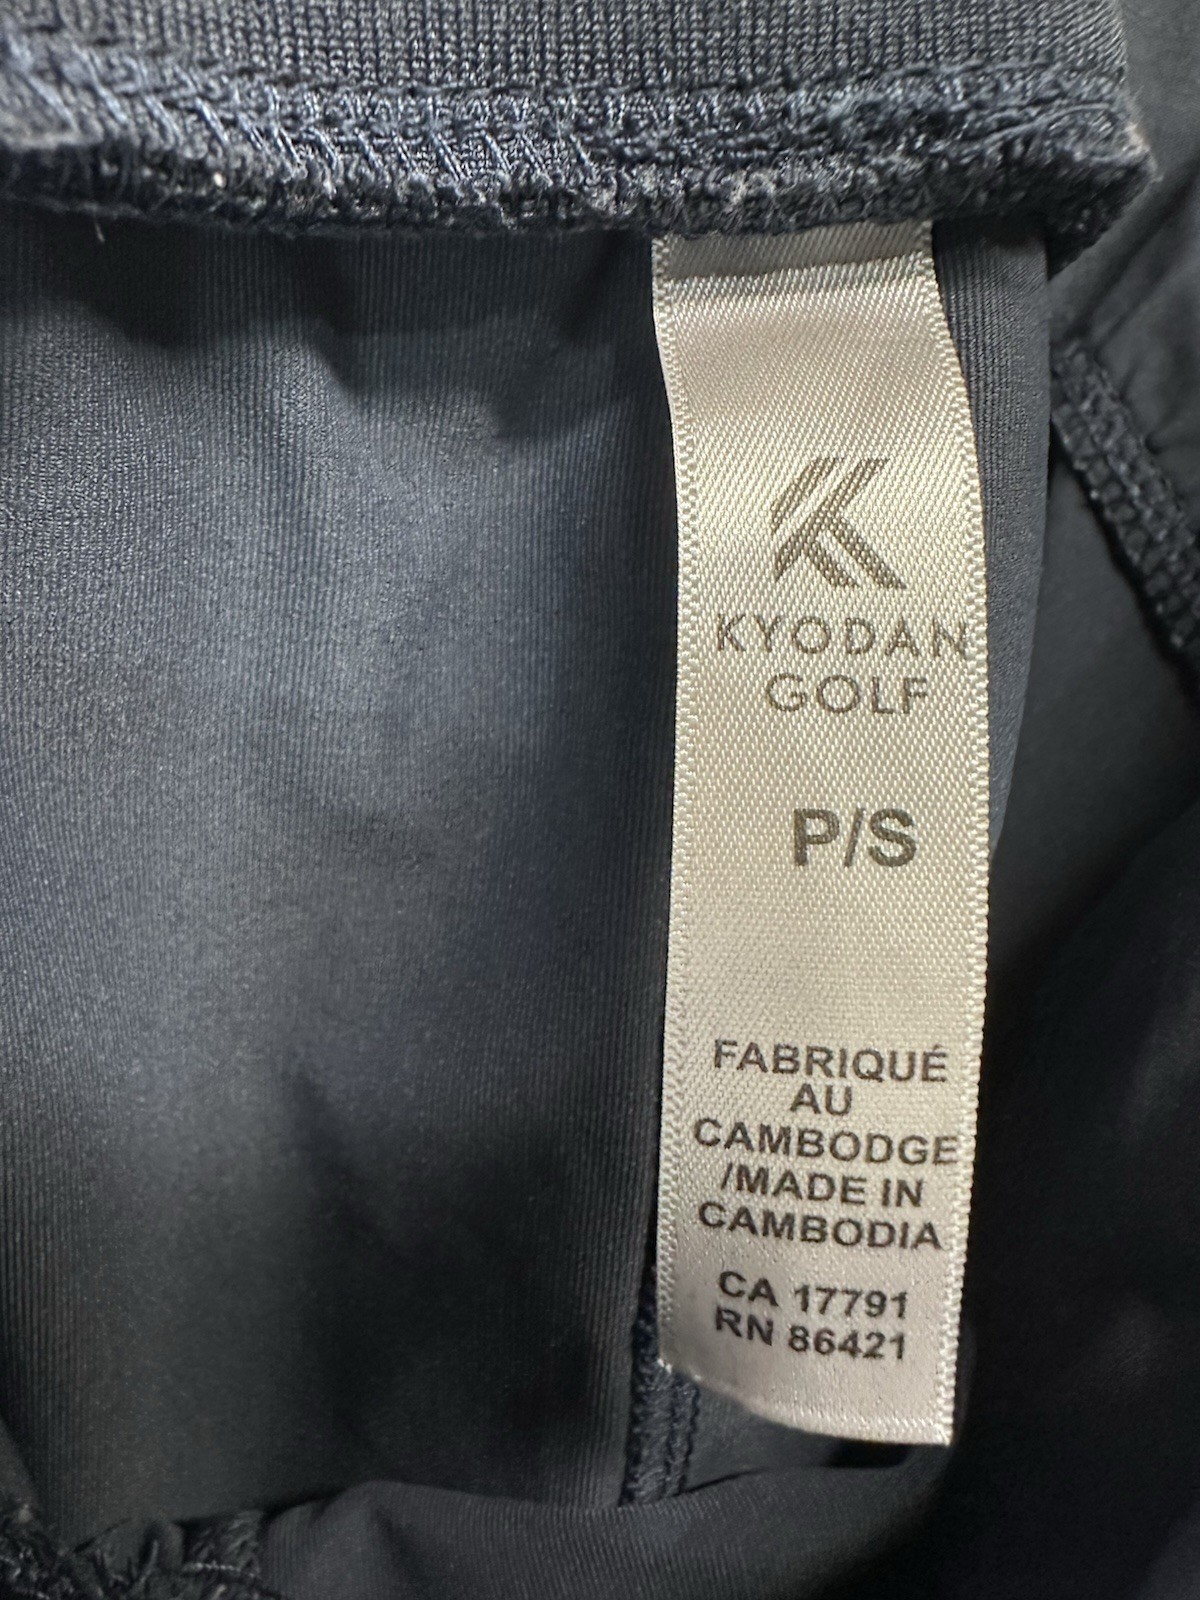 KYODAN
GOLF
P/S
FABRIQUÉ
AU
CAMBODGE
/MADE IN
CAMBODIA
CA 17791
RN 86421